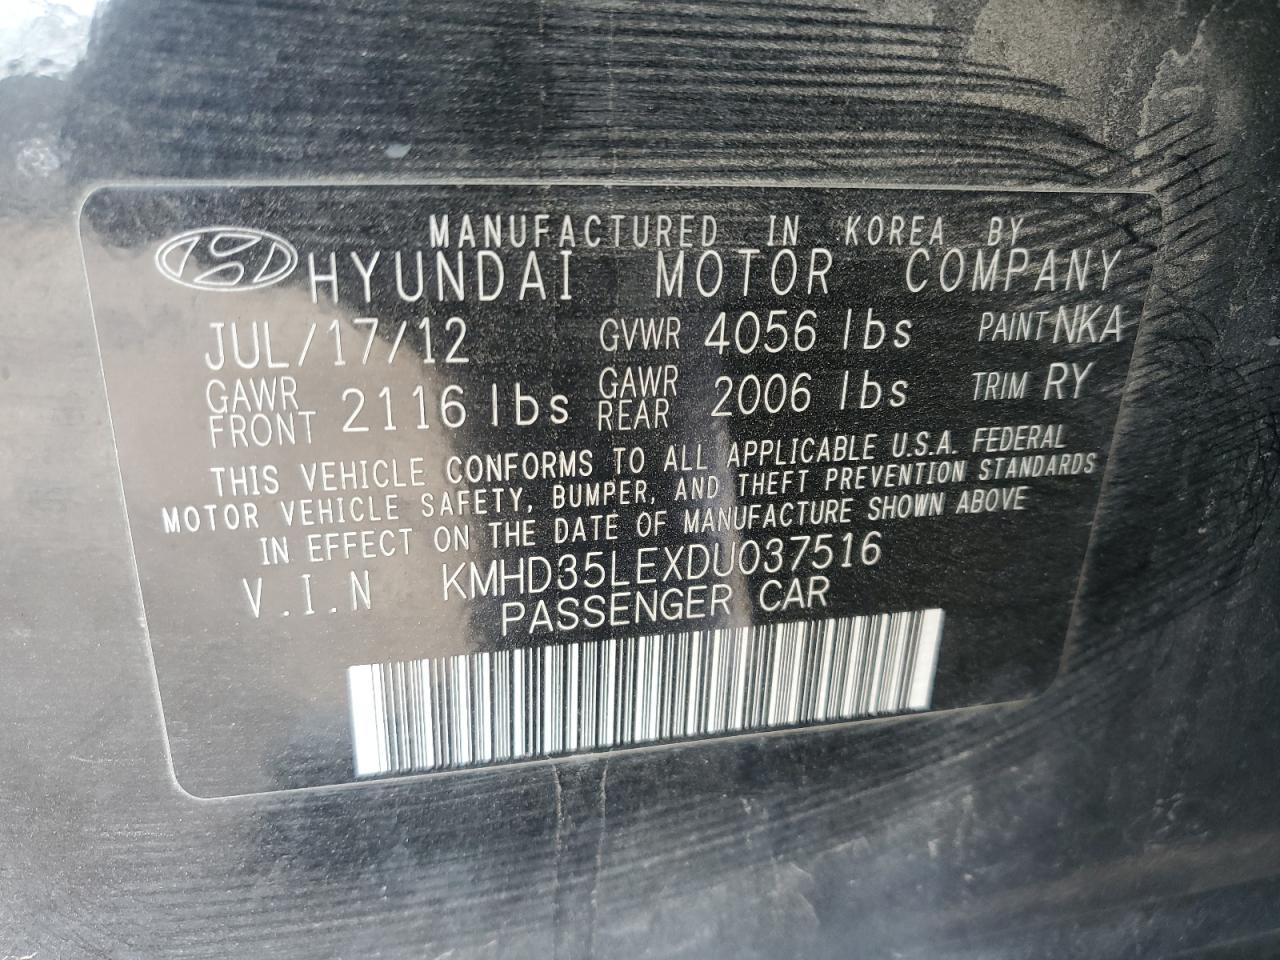 MANUFACTURED IN KOREA BY
HYUNDAI MOTOR COMPANY
JUL/17/12 GVWR 4056 lbs PAINT NKA
GAWR FRONT 2116 lbs GAWR REAR 2006 lbs TRIM RY
THIS VEHICLE CONFORMS TO ALL APPLICABLE U.S.A. FEDERAL
MOTOR VEHICLE SAFETY, BUMPER, AND THEFT PREVENTION STANDARDS
IN EFFECT ON THE DATE OF MANUFACTURE SHOWN ABOVE
V.I.N KMHD35LEXDU037516
PASSENGER CAR